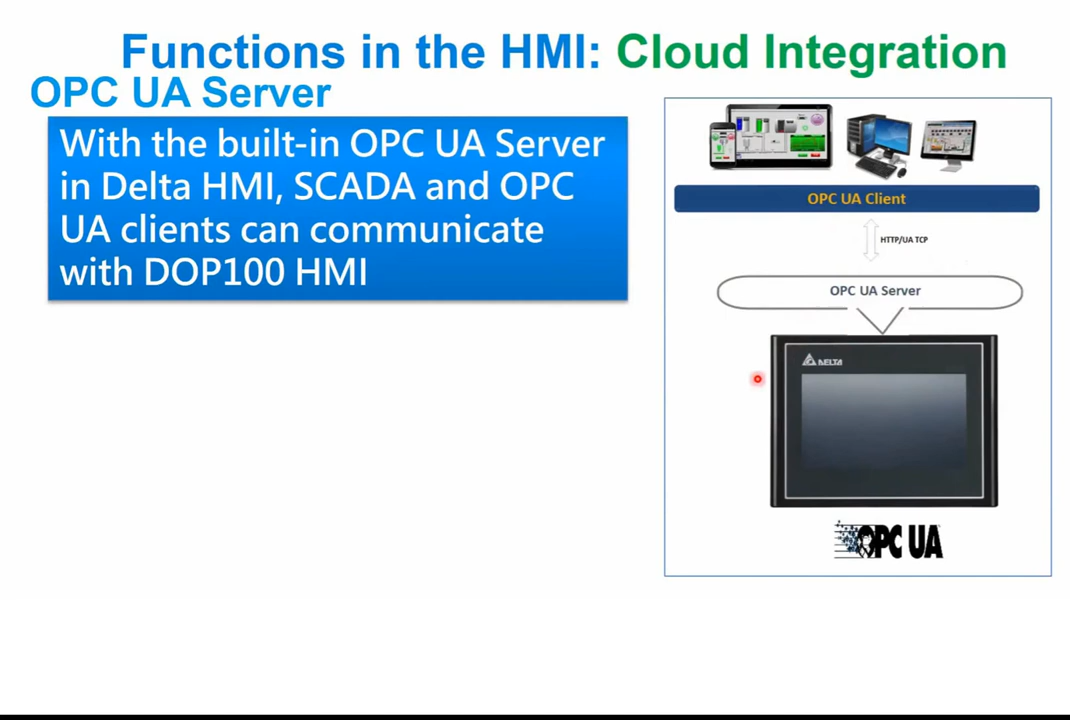 Functions in the HMI: Cloud Integration
OPC UA Server
With the built-in OPC UA Server
in Delta HMI, SCADA and OPC
UA clients can communicate
with DOP100 HMI
OPC UA Client
HTTP/UA TCP
OPC UA Server
DELTA
OPC UA